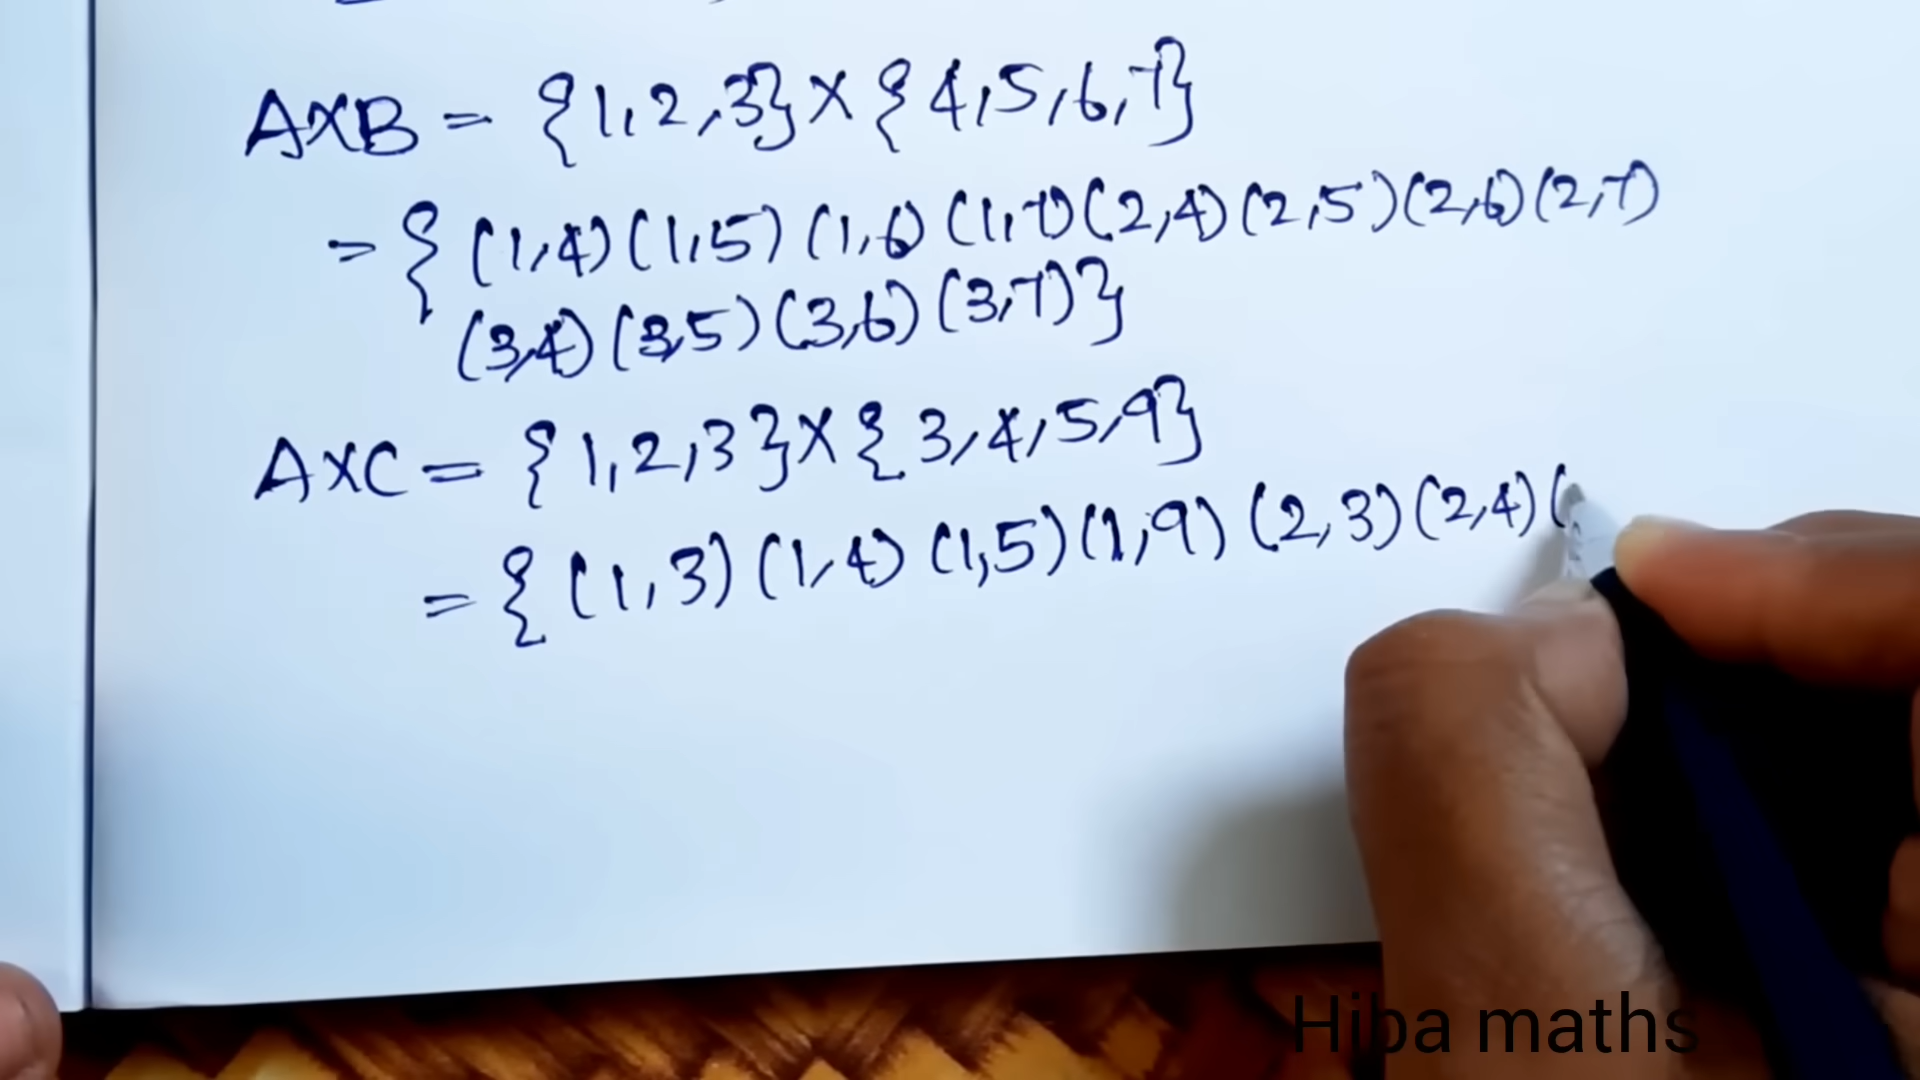 A×B = {1,2,3}×{4,5,6,7}
= { (1,4)(1,5)(1,6)(1,7)(2,4)(2,5)(2,6)(2,7)
(3,4)(3,5)(3,6)(3,7)}
A×C = {1,2,3}×{3,4,5,9}
= { (1,3)(1,4)(1,5)(1,9)(2,3)(2,4)(
Hiba maths